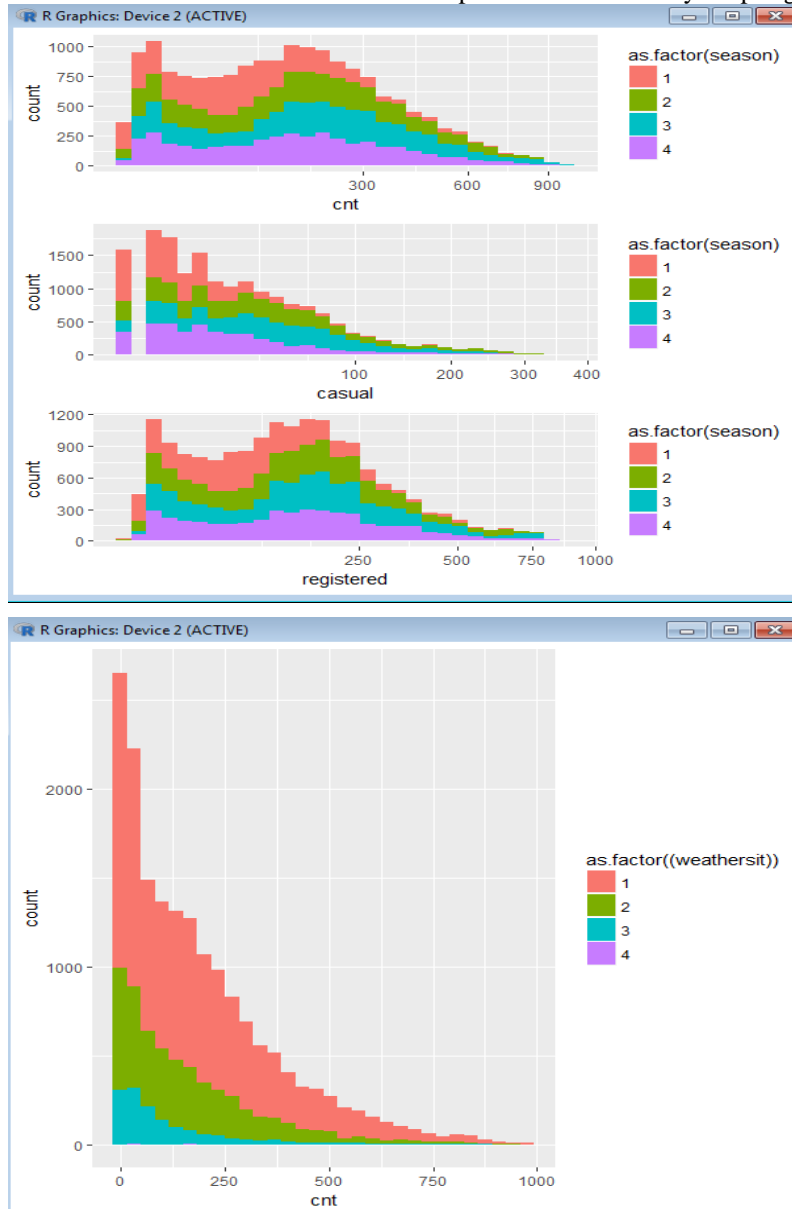 R Graphics: Device 2 (ACTIVE)
1000
750
500
250
0
count
300 600 900
cnt
as.factor(season)
1
2
3
4
1500
1000
500
0
count
100 200 300 400
casual
as.factor(season)
1
2
3
4
1200
900
600
300
0
count
250 500 750 1000
registered
as.factor(season)
1
2
3
4
R Graphics: Device 2 (ACTIVE)
2000
1000
0
count
0 250 500 750 1000
cnt
as.factor((weathersit))
1
2
3
4